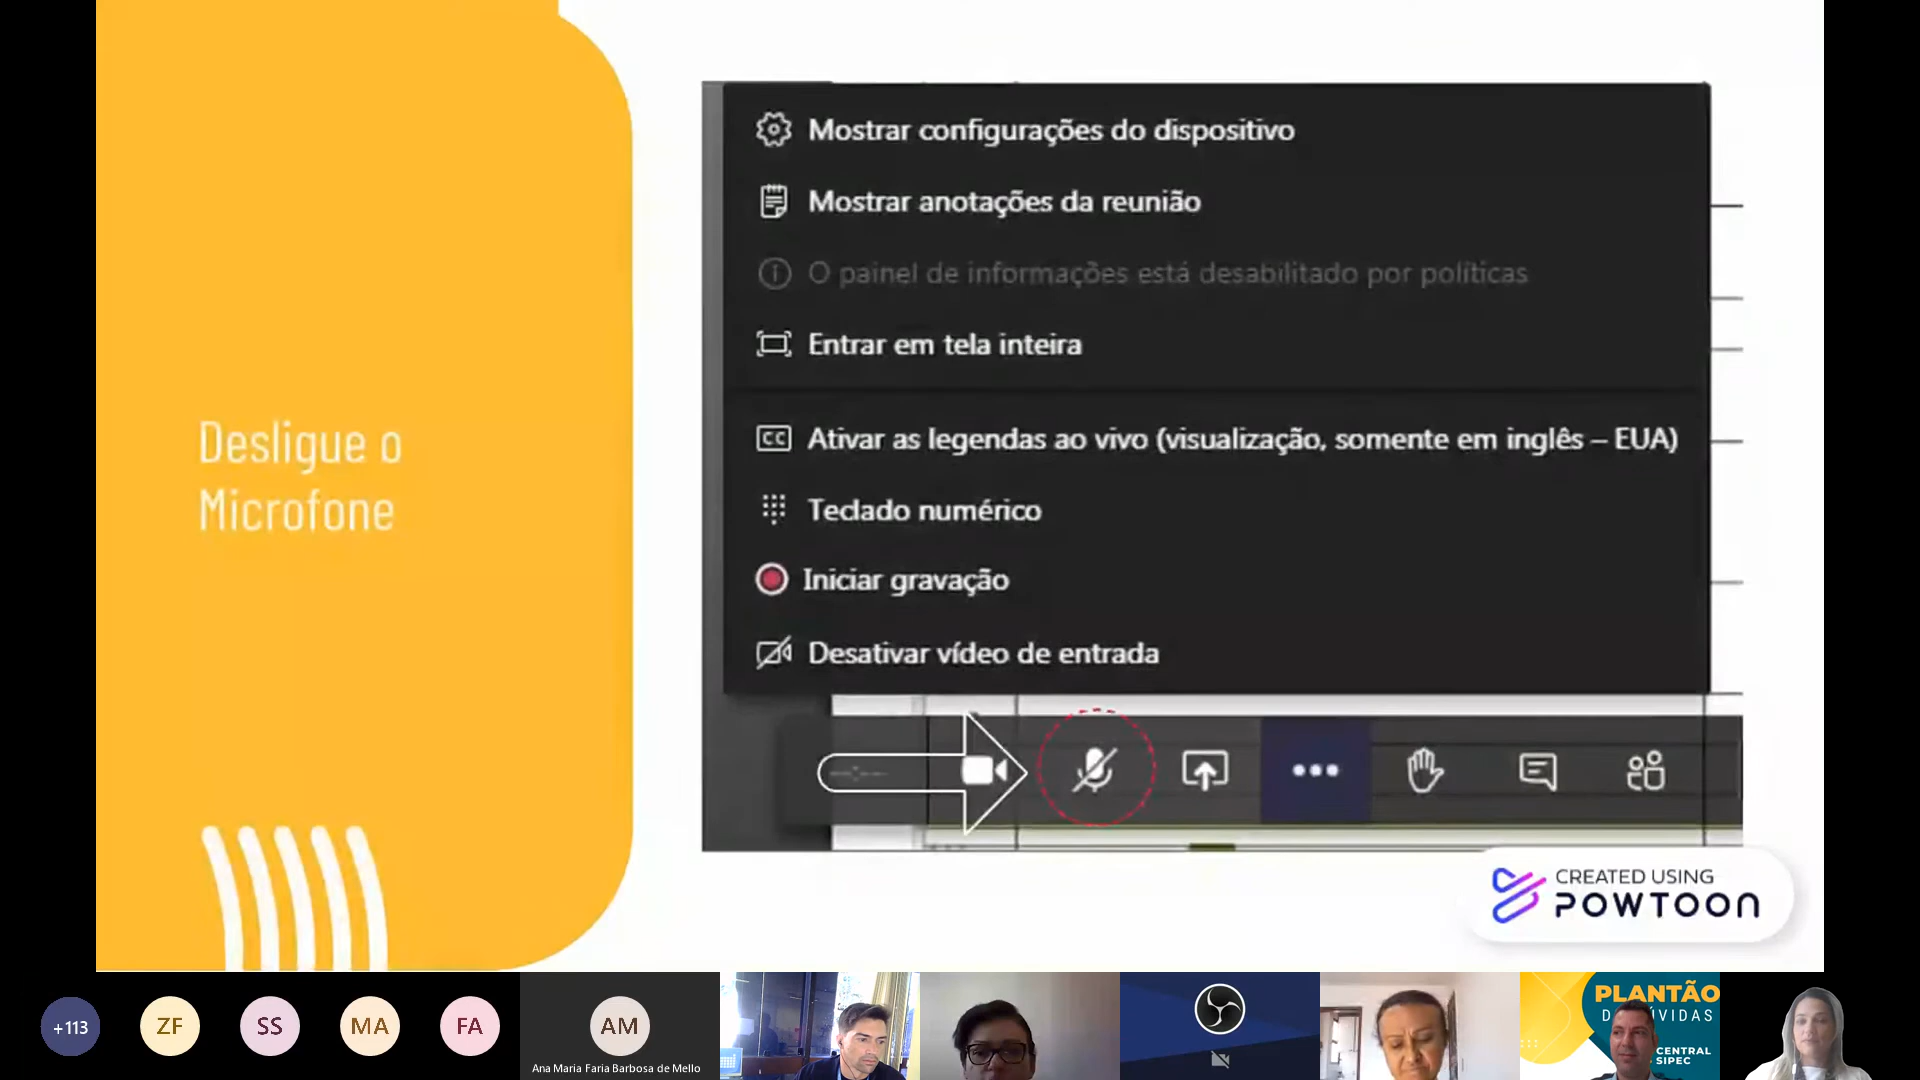 Desligue o
Microfone
Mostrar configurações do dispositivo
Mostrar anotações da reunião
O painel de informações está desabilitado por políticas
Entrar em tela inteira
Ativar as legendas ao vivo (visualização, somente em inglês – EUA)
Teclado numérico
Iniciar gravação
Desativar vídeo de entrada
CREATED USING
POWTOON
+113
ZF
SS
MA
FA
AM
Ana Maria Faria Barbosa de Mello
PLANTÃO
CENTRAL
SIPEC